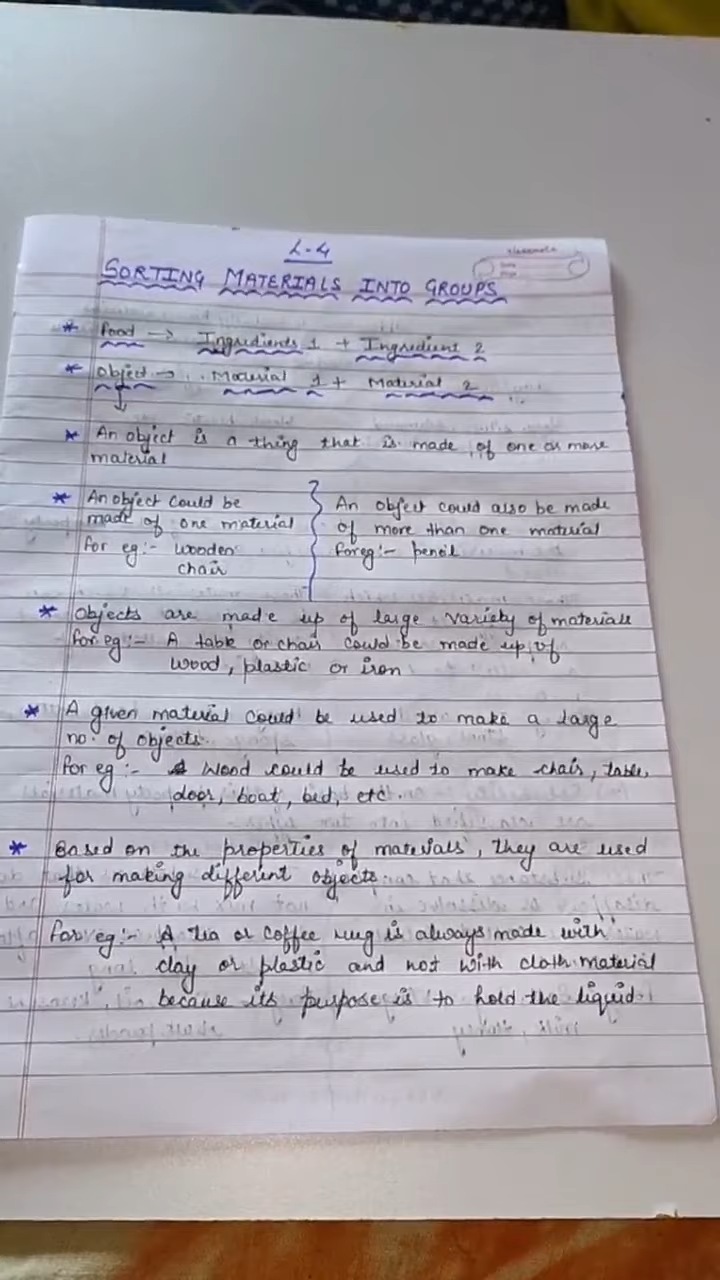 L-4
SORTING MATERIALS INTO GROUPS
* Food → Ingredients 1 + Ingredient 2
* Object → Material 1 + Material 2
* An object is a thing that is made of one or more
material
* An object could be
made of one material
for eg:- wooden
chair
An object could also be made
of more than one material
for eg:- pencil
* Objects are made up of large variety of materials
for eg:- A table or chair could be made up of
wood, plastic or iron
* A given material could be used to make a large
no. of objects.
for eg:- Wood could be used to make chair, table,
door, boat, bed, etc.
* Based on the properties of materials, they are used
for making different objects.
for eg:- A tea or coffee mug is always made with
clay or plastic and not with cloth material
because its purpose is to hold the liquid